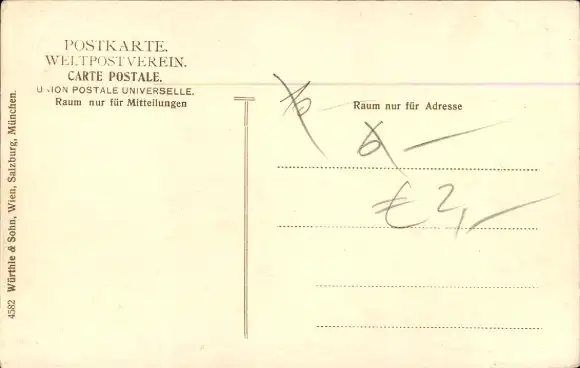 POSTKARTE.
WELTPOSTVEREIN.
CARTE POSTALE.
UNION POSTALE UNIVERSELLE.
Raum nur für Mitteilungen
Raum nur für Adresse
6 –
€ 2,–
4582 Würthle & Sohn, Wien, Salzburg, München.